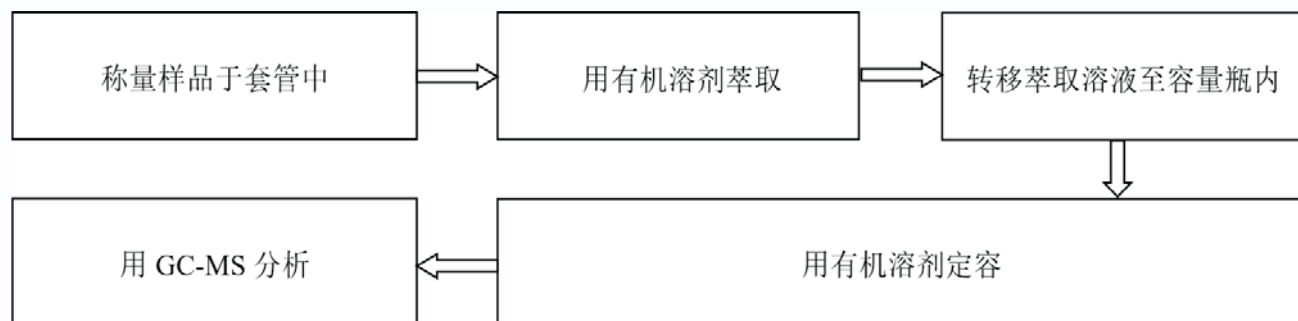 称量样品于套管中
用有机溶剂萃取
转移萃取溶液至容量瓶内
用有机溶剂定容
用 GC-MS 分析